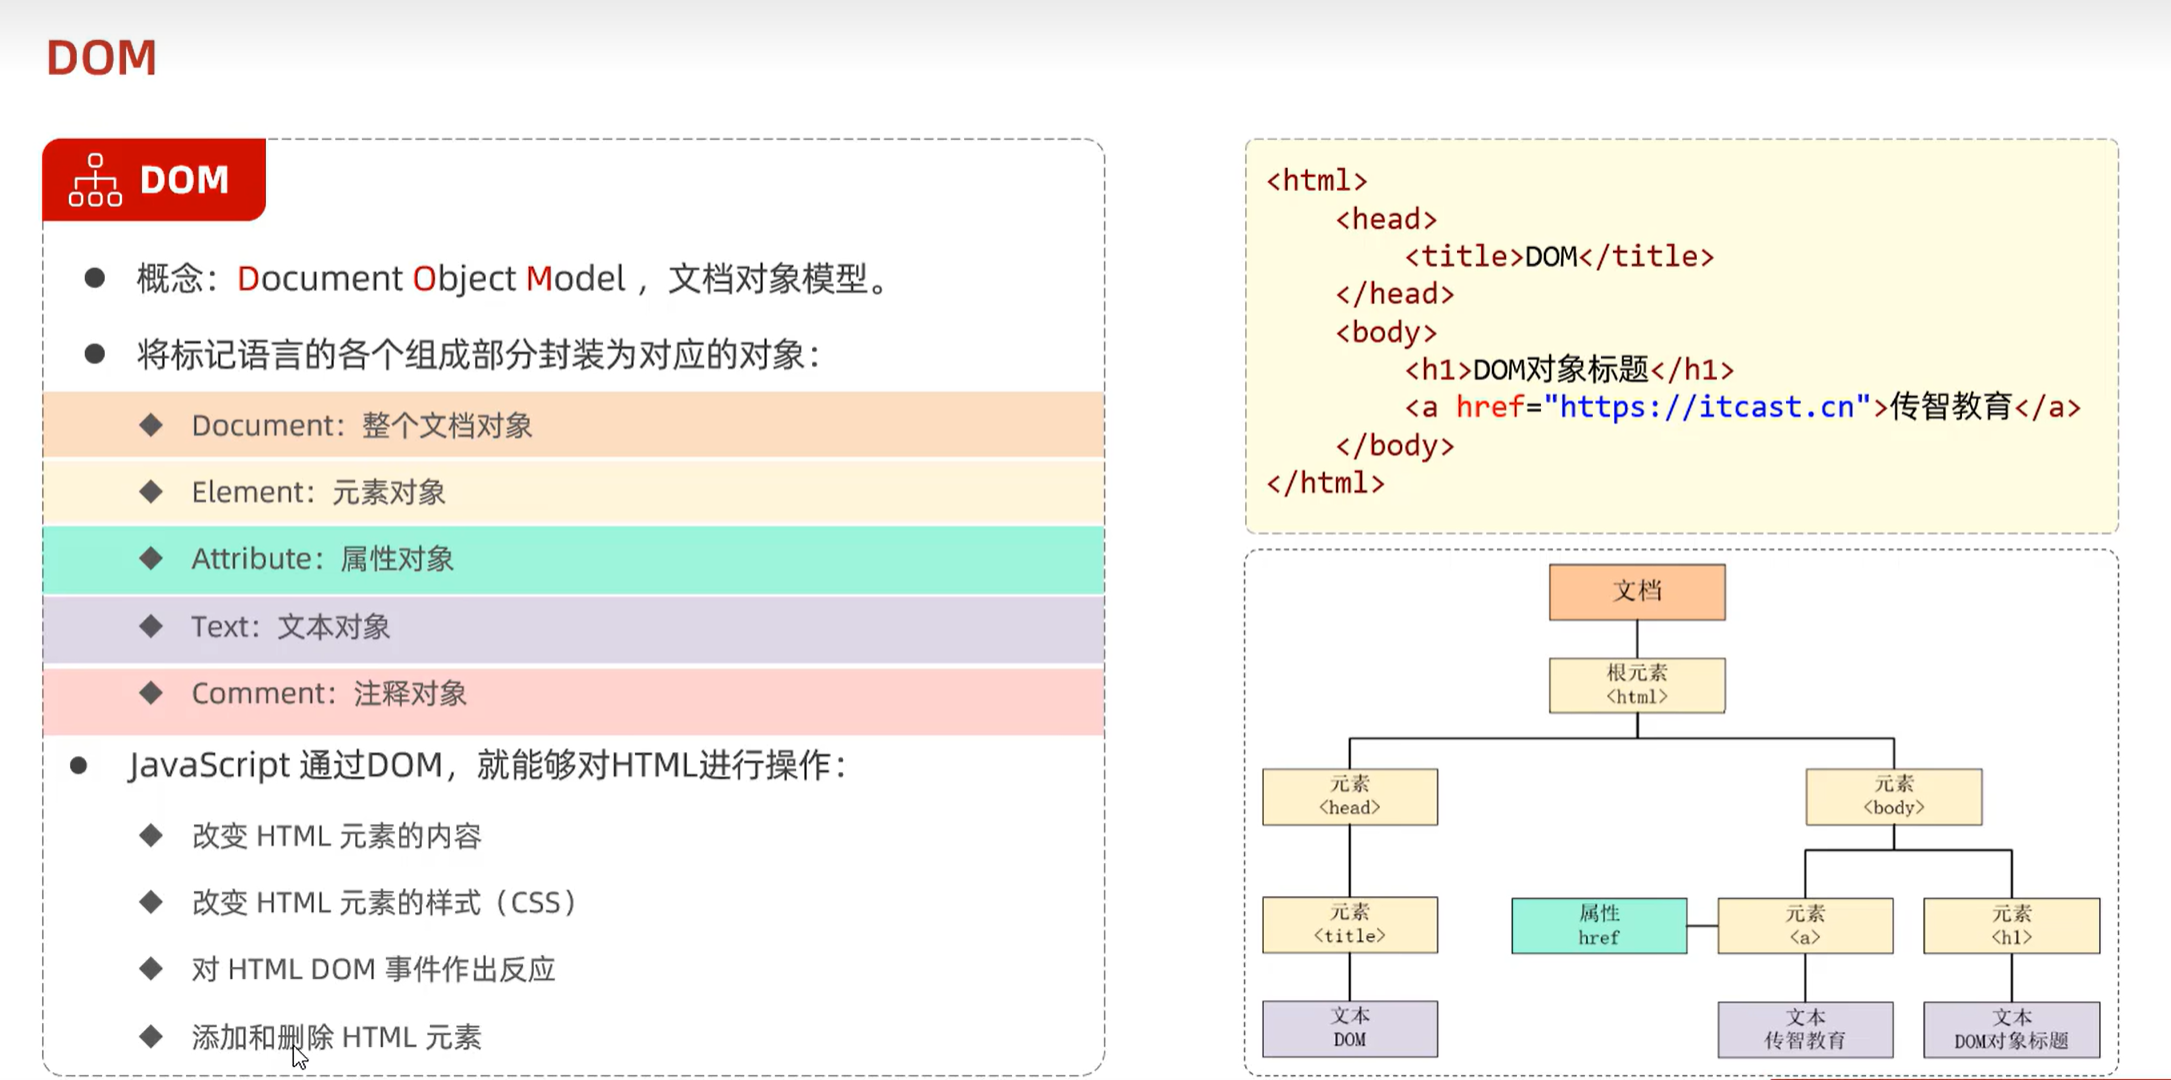 DOM
DOM
概念：Document Object Model ，文档对象模型。
将标记语言的各个组成部分封装为对应的对象：
Document：整个文档对象
Element：元素对象
Attribute：属性对象
Text：文本对象
Comment：注释对象
JavaScript 通过DOM，就能够对HTML进行操作：
改变 HTML 元素的内容
改变 HTML 元素的样式（CSS）
对 HTML DOM 事件作出反应
添加和删除 HTML 元素
<html>
    <head>
        <title>DOM</title>
    </head>
    <body>
        <h1>DOM对象标题</h1>
        <a href="https://itcast.cn">传智教育</a>
    </body>
</html>
文档
根元素
<html>
元素
<head>
元素
<body>
元素
<title>
属性
href
元素
<a>
元素
<h1>
文本
DOM
文本
传智教育
文本
DOM对象标题